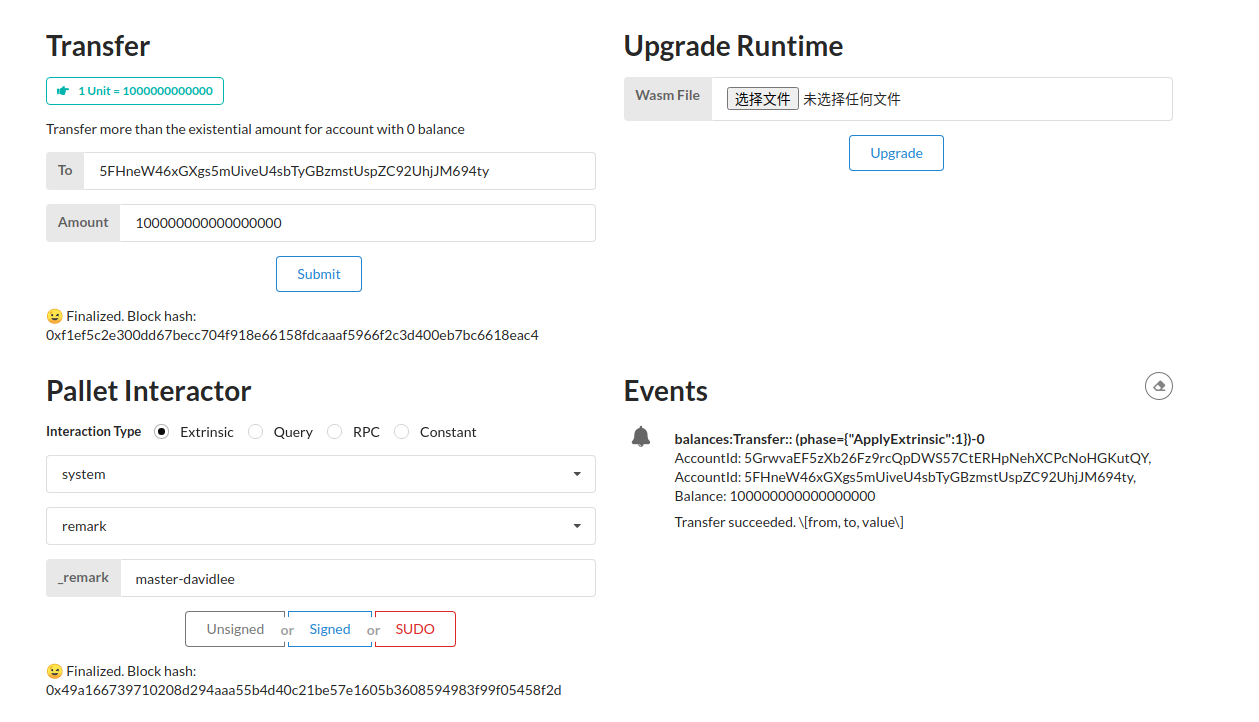 Transfer
1 Unit = 1000000000000
Transfer more than the existential amount for account with 0 balance
To 5FHneW46xGXgs5mUiveU4sbTyGBzmstUspZC92UhjJM694ty
Amount 100000000000000000
Submit
😉 Finalized. Block hash:
0xf1ef5c2e300dd67becc704f918e66158fdcaaaf5966f2c3d400eb7bc6618eac4
Upgrade Runtime
Wasm File 选择文件 未选择任何文件
Upgrade
Pallet Interactor
Interaction Type Extrinsic Query RPC Constant
system
remark
_remark master-davidlee
Unsigned or Signed or SUDO
😉 Finalized. Block hash:
0x49a166739710208d294aaa55b4d40c21be57e1605b3608594983f99f05458f2d
Events
balances:Transfer:: (phase={"ApplyExtrinsic":1})-0
AccountId: 5GrwvaEF5zXb26Fz9rcQpDWS57CtERHpNehXCPcNoHGKutQY,
AccountId: 5FHneW46xGXgs5mUiveU4sbTyGBzmstUspZC92UhjJM694ty,
Balance: 100000000000000000
Transfer succeeded. \[from, to, value\]